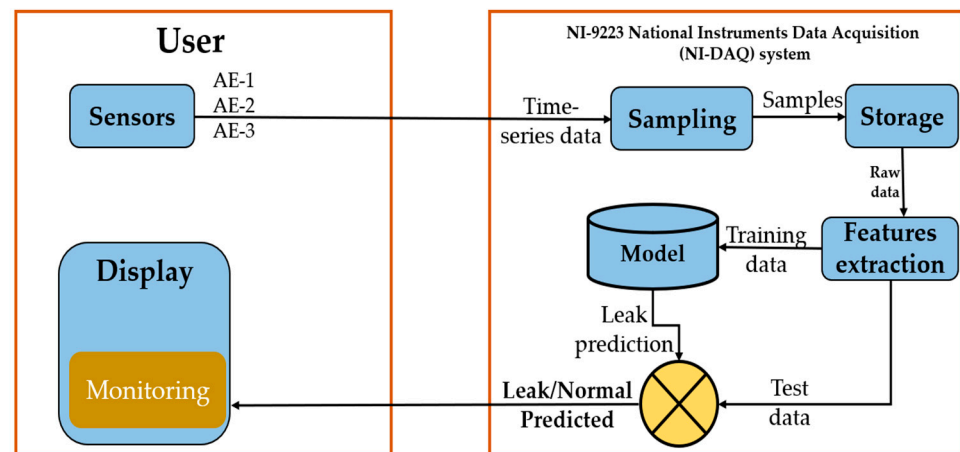 User
AE-1
AE-2
AE-3
Sensors
Display
Monitoring
NI-9223 National Instruments Data Acquisition
(NI-DAQ) system
Time-
series data
Sampling
Samples
Storage
Raw
data
Features
extraction
Training
data
Model
Leak
prediction
Test
data
Leak/Normal
Predicted